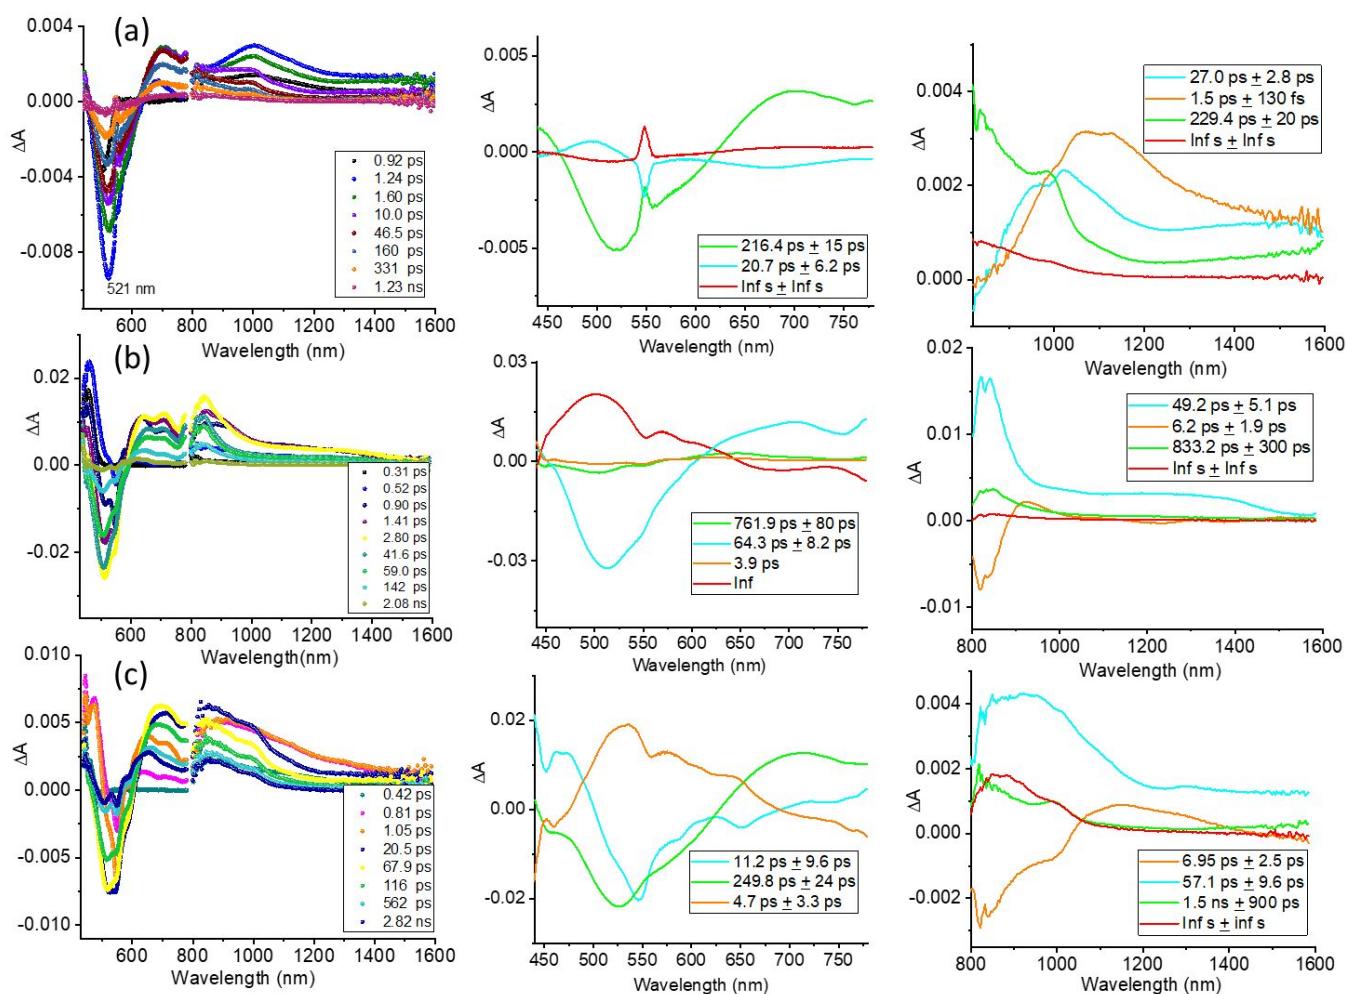 (a)
0.004
0.000
-0.004
-0.008
ΔA
521 nm
0.92 ps
1.24 ps
1.60 ps
10.0 ps
46.5 ps
160 ps
331 ps
1.23 ns
600 800 1000 1200 1400 1600
Wavelength (nm)
0.005
0.000
-0.005
ΔA
216.4 ps ± 15 ps
20.7 ps ± 6.2 ps
Inf s ± Inf s
450 500 550 600 650 700 750
Wavelength (nm)
0.004
0.002
0.000
ΔA
27.0 ps ± 2.8 ps
1.5 ps ± 130 fs
229.4 ps ± 20 ps
Inf s ± Inf s
1000 1200 1400 1600
Wavelength (nm)
(b)
0.02
0.00
-0.02
ΔA
0.31 ps
0.52 ps
0.90 ps
1.41 ps
2.80 ps
41.6 ps
59.0 ps
142 ps
2.08 ns
600 800 1000 1200 1400 1600
Wavelength(nm)
0.03
0.00
-0.03
ΔA
761.9 ps ± 80 ps
64.3 ps ± 8.2 ps
3.9 ps
Inf
450 500 550 600 650 700 750
Wavelength (nm)
0.02
0.01
0.00
-0.01
ΔA
49.2 ps ± 5.1 ps
6.2 ps ± 1.9 ps
833.2 ps ± 300 ps
Inf s ± Inf s
800 1000 1200 1400 1600
Wavelength (nm)
(c)
0.010
0.005
0.000
-0.005
-0.010
ΔA
0.42 ps
0.81 ps
1.05 ps
20.5 ps
67.9 ps
116 ps
562 ps
2.82 ns
600 800 1000 1200 1400 1600
Wavelength (nm)
0.02
0.00
-0.02
ΔA
11.2 ps ± 9.6 ps
249.8 ps ± 24 ps
4.7 ps ± 3.3 ps
450 500 550 600 650 700 750
Wavelength (nm)
0.004
0.002
0.000
-0.002
ΔA
6.95 ps ± 2.5 ps
57.1 ps ± 9.6 ps
1.5 ns ± 900 ps
Inf s ± inf s
800 1000 1200 1400 1600
Wavelength (nm)